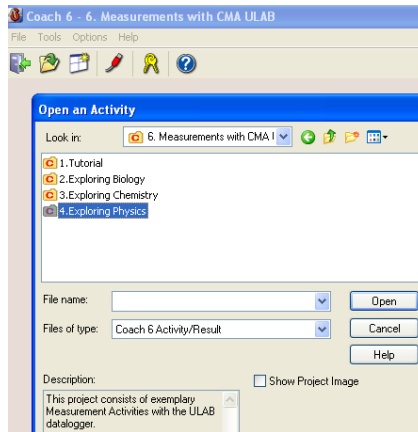 Coach 6 - 6. Measurements with CMA ULAB
File Tools Options Help
Open an Activity
Look in: 6. Measurements with CMA
1.Tutorial
2.Exploring Biology
3.Exploring Chemistry
4.Exploring Physics
File name: Open
Files of type: Coach 6 Activity/Result Cancel
Help
Description: Show Project Image
This project consists of exemplary
Measurement Activities with the ULAB
datalogger.